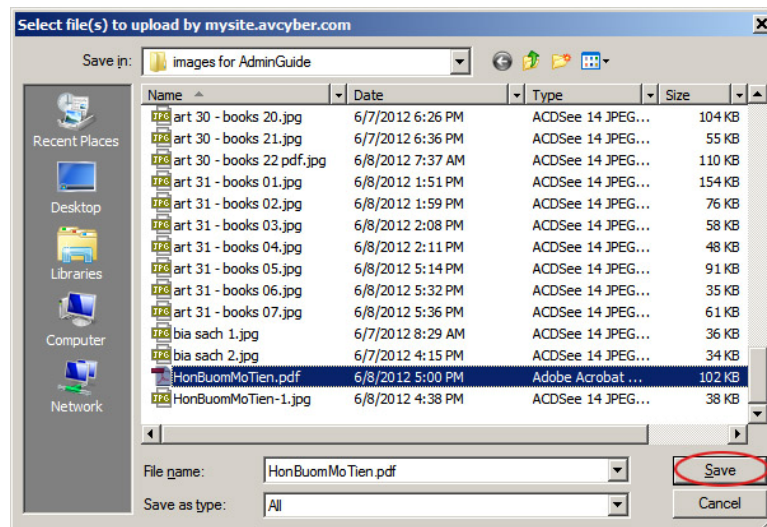 Select file(s) to upload by mysite.avcyber.com
Save in: images for AdminGuide
Name Date Type Size
art 30 - books 20.jpg 6/7/2012 6:26 PM ACDSee 14 JPEG... 104 KB
art 30 - books 21.jpg 6/7/2012 6:36 PM ACDSee 14 JPEG... 55 KB
art 30 - books 22 pdf.jpg 6/8/2012 7:37 AM ACDSee 14 JPEG... 110 KB
art 31 - books 01.jpg 6/8/2012 1:51 PM ACDSee 14 JPEG... 154 KB
art 31 - books 02.jpg 6/8/2012 1:59 PM ACDSee 14 JPEG... 76 KB
art 31 - books 03.jpg 6/8/2012 2:08 PM ACDSee 14 JPEG... 58 KB
art 31 - books 04.jpg 6/8/2012 2:11 PM ACDSee 14 JPEG... 48 KB
art 31 - books 05.jpg 6/8/2012 5:14 PM ACDSee 14 JPEG... 91 KB
art 31 - books 06.jpg 6/8/2012 5:32 PM ACDSee 14 JPEG... 35 KB
art 31 - books 07.jpg 6/8/2012 5:36 PM ACDSee 14 JPEG... 61 KB
bia sach 1.jpg 6/7/2012 8:29 AM ACDSee 14 JPEG... 36 KB
bia sach 2.jpg 6/7/2012 4:15 PM ACDSee 14 JPEG... 34 KB
HonBuomMoTien.pdf 6/8/2012 5:00 PM Adobe Acrobat ... 102 KB
HonBuomMoTien-1.jpg 6/8/2012 4:38 PM ACDSee 14 JPEG... 38 KB
Recent Places
Desktop
Libraries
Computer
Network
File name: HonBuomMoTien.pdf Save
Save as type: All Cancel